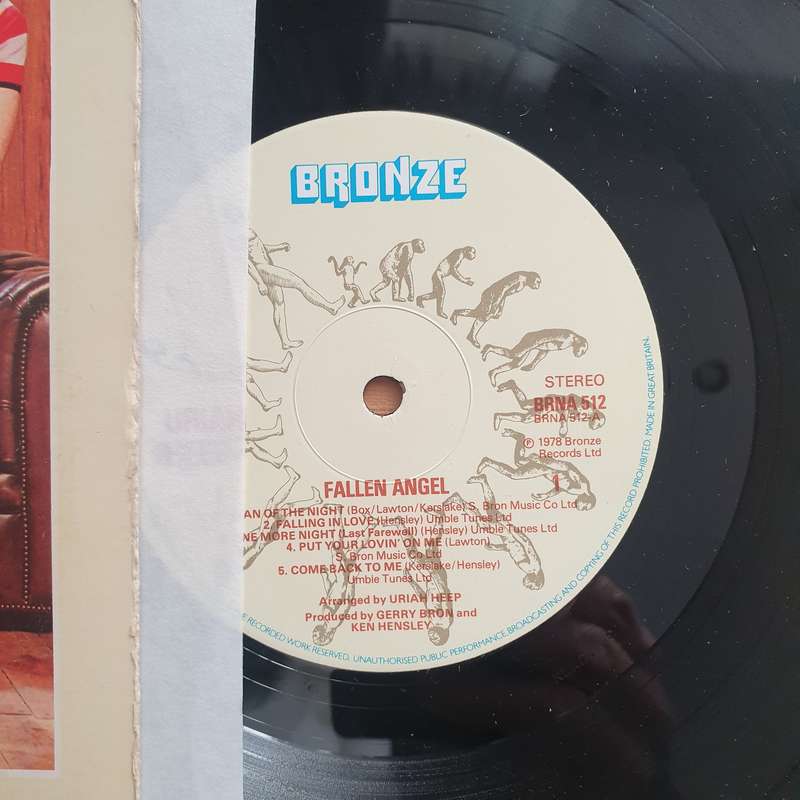 BRONZE
STEREO
BRNA 512
BRNA 512-A
℗ 1978 Bronze
Records Ltd
1
FALLEN ANGEL
AN OF THE NIGHT (Box/Lawton/Kerslake) S. Bron Music Co Ltd
2. FALLING IN LOVE (Hensley) Umble Tunes Ltd
NE MORE NIGHT (Last Farewell) (Hensley) Umble Tunes Ltd
4. PUT YOUR LOVIN' ON ME (Lawton)
S. Bron Music Co Ltd
5. COME BACK TO ME (Kerslake/Hensley)
Umble Tunes Ltd
Arranged by URIAH HEEP
Produced by GERRY BRON and
KEN HENSLEY
RECORDED WORK RESERVED. UNAUTHORISED PUBLIC PERFORMANCE, BROADCASTING AND COPYING OF THIS RECORD PROHIBITED. MADE IN GREAT BRITAIN.